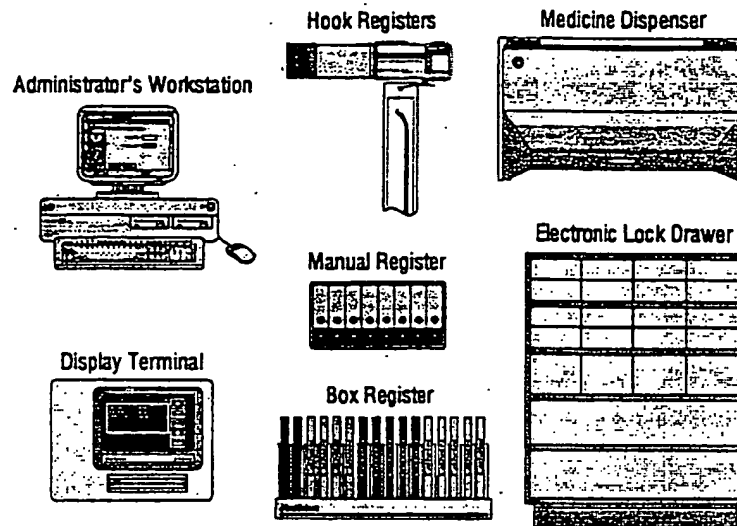 Hook Registers
Medicine Dispenser
Administrator's Workstation
Manual Register
Electronic Lock Drawer
Display Terminal
Box Register